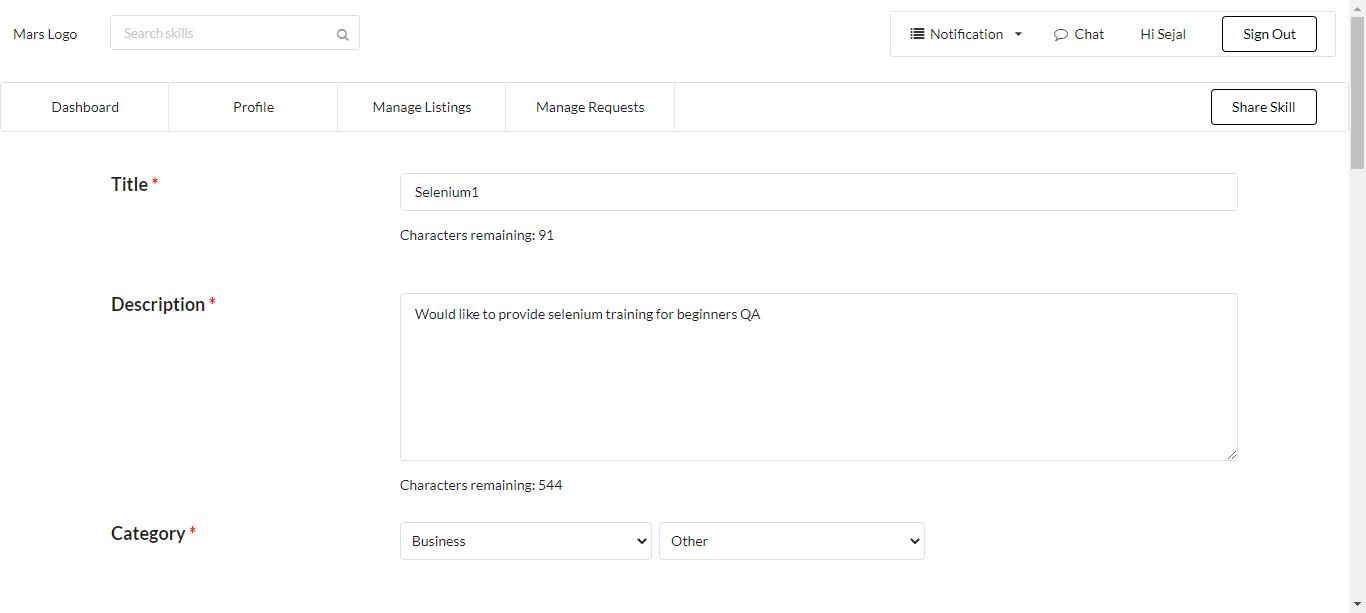 Mars Logo
Search skills
Notification
Chat
Hi Sejal
Sign Out
Dashboard
Profile
Manage Listings
Manage Requests
Share Skill
Title *
Selenium1
Characters remaining: 91
Description *
Would like to provide selenium training for beginners QA
Characters remaining: 544
Category *
Business
Other